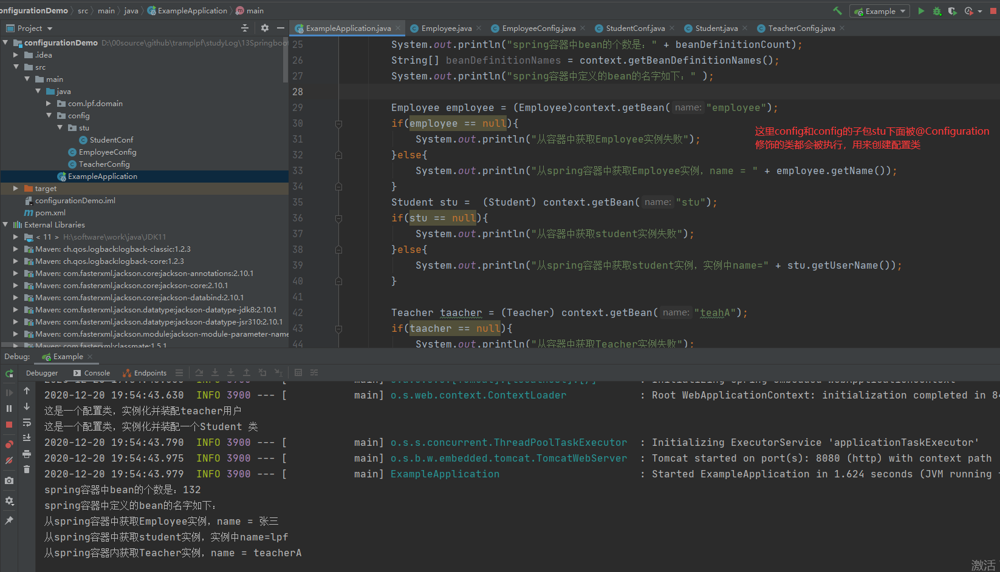 onfigurationDemo src main java ExampleApplication main
Example
Project
ExampleApplication.java Employee.java EmployeeConfig.java StudentConf.java Student.java TeacherConfig.java
configurationDemo D:\00source\github\tramplpf\studyLog\13Springboo
.idea
src
main
java
com.lpf.domain
config
stu
StudentConf
EmployeeConfig
TeacherConfig
ExampleApplication
target
configurationDemo.iml
pom.xml
External Libraries
< 11 > H:\software\work\java\JDK11
Maven: ch.qos.logback:logback-classic:1.2.3
Maven: ch.qos.logback:logback-core:1.2.3
Maven: com.fasterxml.jackson.core:jackson-annotations:2.10.1
Maven: com.fasterxml.jackson.core:jackson-core:2.10.1
Maven: com.fasterxml.jackson.core:jackson-databind:2.10.1
Maven: com.fasterxml.jackson.datatype:jackson-datatype-jdk8:2.10.1
Maven: com.fasterxml.jackson.datatype:jackson-datatype-jsr310:2.10.1
Maven: com.fasterxml.jackson.module:jackson-module-parameter-name
Maven: com.fasterxml:classmate:1.5.1
25 System.out.println("spring容器中bean的个数是：" + beanDefinitionCount);
26 String[] beanDefinitionNames = context.getBeanDefinitionNames();
27 System.out.println("spring容器中定义的bean的名字如下：" );
28
29 Employee employee = (Employee)context.getBean( name: "employee");
30 if(employee == null){
31 System.out.println("从容器中获取Employee实例失败");
32 }else{
33 System.out.println("从spring容器中获取Employee实例，name = " + employee.getName());
34 }
35 Student stu =  (Student) context.getBean( name: "stu");
36 if(stu == null){
37 System.out.println("从容器中获取student实例失败");
38 }else{
39 System.out.println("从spring容器中获取student实例，实例中name=" + stu.getUserName());
40 }
41
42 Teacher taacher = (Teacher) context.getBean( name: "teahA");
43 if(taacher == null){
44 System.out.println("从容器中获取Teacher实例失败");
这里config和config的子包stu下面被@Configuration
修饰的类都会被执行，用来创建配置类
Debug: Example
Debugger Console Endpoints
2020-12-20 19:54:43.630  INFO 3900 --- [           main] o.s.web.context.ContextLoader            : Root WebApplicationContext: initialization completed in 84
这是一个配置类，实例化并装配teacher用户
这是一个配置类，实例化并装配一个Student 类
2020-12-20 19:54:43.790  INFO 3900 --- [           main] o.s.s.concurrent.ThreadPoolTaskExecutor  : Initializing ExecutorService 'applicationTaskExecutor'
2020-12-20 19:54:43.975  INFO 3900 --- [           main] o.s.b.w.embedded.tomcat.TomcatWebServer  : Tomcat started on port(s): 8080 (http) with context path
2020-12-20 19:54:43.979  INFO 3900 --- [           main] ExampleApplication                       : Started ExampleApplication in 1.624 seconds (JVM running
spring容器中bean的个数是：132
spring容器中定义的bean的名字如下：
从spring容器中获取Employee实例，name = 张三
从spring容器中获取student实例，实例中name=lpf
从spring容器内获取Teacher实例，name = teacherA
激活